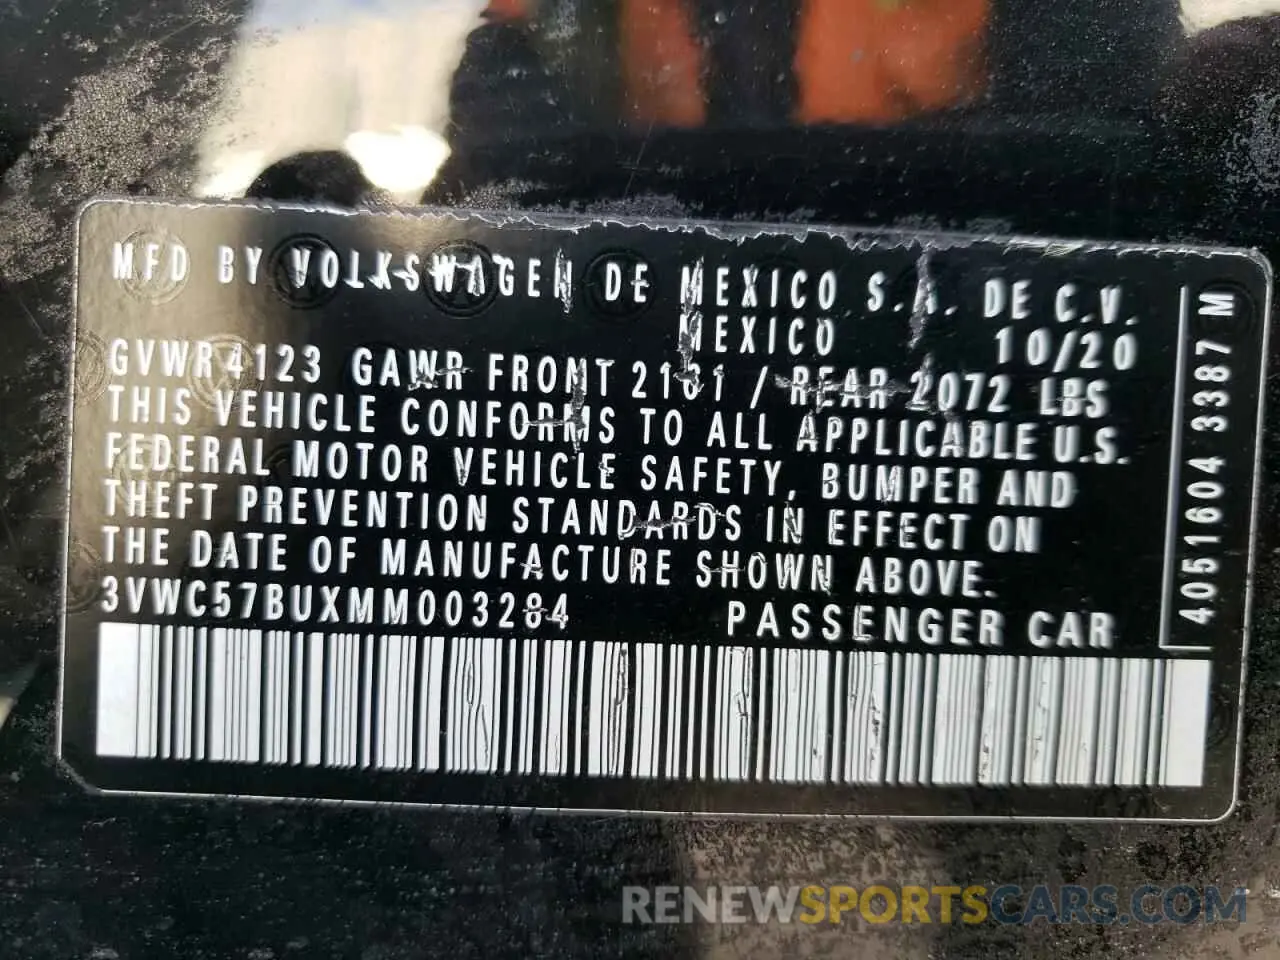 MFD BY VOLKSWAGEN DE MEXICO S.A. DE C.V.
MEXICO 10/20
GVWR 4123 GAWR FRONT 2161 / REAR 2072 LBS
THIS VEHICLE CONFORMS TO ALL APPLICABLE U.S.
FEDERAL MOTOR VEHICLE SAFETY, BUMPER AND
THEFT PREVENTION STANDARDS IN EFFECT ON
THE DATE OF MANUFACTURE SHOWN ABOVE.
3VWC57BUXMM003284 PASSENGER CAR
4051604 3387 M
RENEWSPORTSCARS.COM